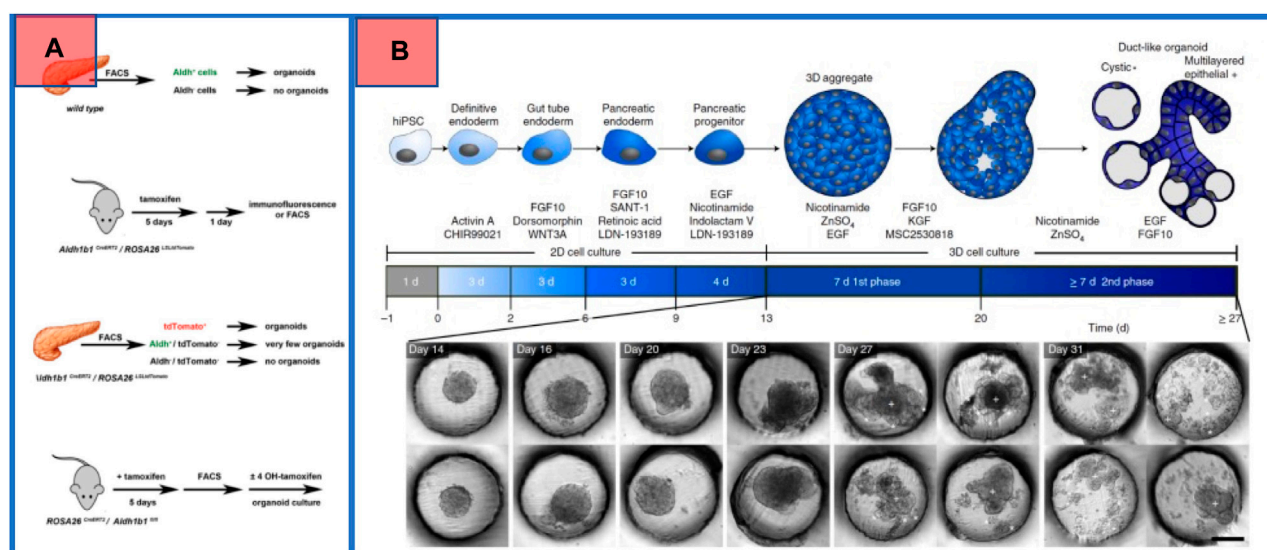 A
FACS
Aldh+ cells
organoids
Aldh- cells
no organoids
wild type
tamoxifen
5 days
1 day
immunofluorescence
or FACS
Aldh1b1 CreERT2 / ROSA26 LSLtdTomato
FACS
tdTomato+
organoids
Aldh+ / tdTomato-
very few organoids
Aldh- / tdTomato-
no organoids
ldh1b1 CreERT2 / ROSA26 LSLtdTomato
+ tamoxifen
5 days
FACS
± 4 OH-tamoxifen
organoid culture
ROSA26 CreERT2 / Aldh1b1 fl/fl
B
hiPSC
Definitive
endoderm
Gut tube
endoderm
Pancreatic
endoderm
Pancreatic
progenitor
3D aggregate
Duct-like organoid
Cystic *
Multilayered
epithelial +
Activin A
CHIR99021
FGF10
Dorsomorphin
WNT3A
FGF10
SANT-1
Retinoic acid
LDN-193189
EGF
Nicotinamide
Indolactam V
LDN-193189
Nicotinamide
ZnSO4
EGF
FGF10
KGF
MSC2530818
Nicotinamide
ZnSO4
EGF
FGF10
2D cell culture
3D cell culture
1 d
3 d
3 d
3 d
4 d
7 d 1st phase
≥ 7 d 2nd phase
–1
0
2
6
9
13
20
≥ 27
Time (d)
Day 14
Day 16
Day 20
Day 23
Day 27
Day 31